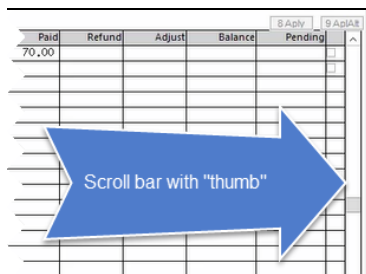 8 Aply 9 AplAlt
Paid Refund Adjust Balance Pending
70.00
Scroll bar with "thumb"